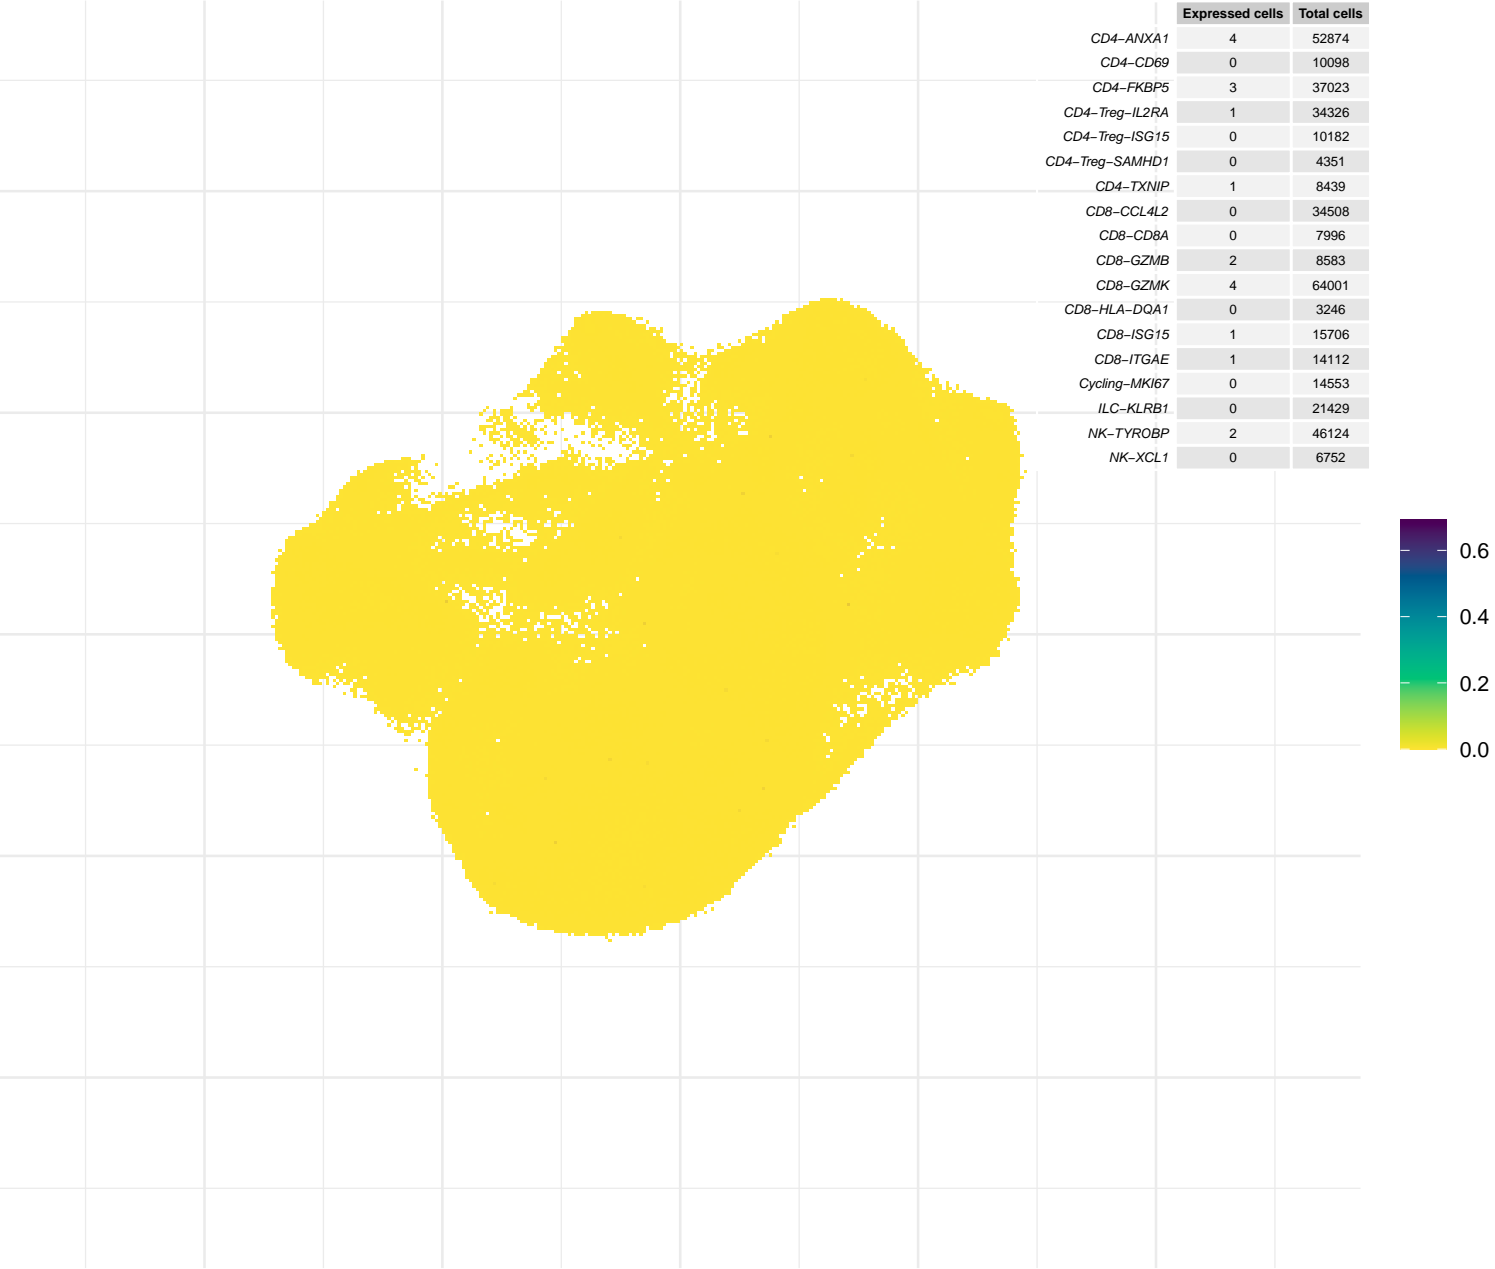 Expressed cells Total cells
CD4−ANXA1 4 52874
CD4−CD69 0 10098
CD4−FKBP5 3 37023
CD4−Treg−IL2RA 1 34326
CD4−Treg−ISG15 0 10182
CD4−Treg−SAMHD1 0 4351
CD4−TXNIP 1 8439
CD8−CCL4L2 0 34508
CD8−CD8A 0 7996
CD8−GZMB 2 8583
CD8−GZMK 4 64001
CD8−HLA−DQA1 0 3246
CD8−ISG15 1 15706
CD8−ITGAE 1 14112
Cycling−MKI67 0 14553
ILC−KLRB1 0 21429
NK−TYROBP 2 46124
NK−XCL1 0 6752
0.6
0.4
0.2
0.0